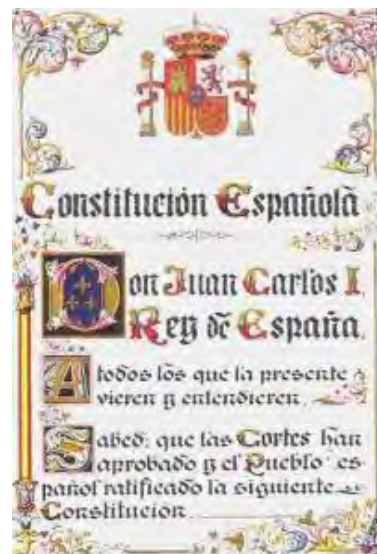 Constitución Española
Don Juan Carlos I
Rey de España.
A todos los que la presente
vieren y entendieren
Sabed: que las Cortes han
aprobado y el Pueblo es-
pañol ratificado la siguiente
Constitucion